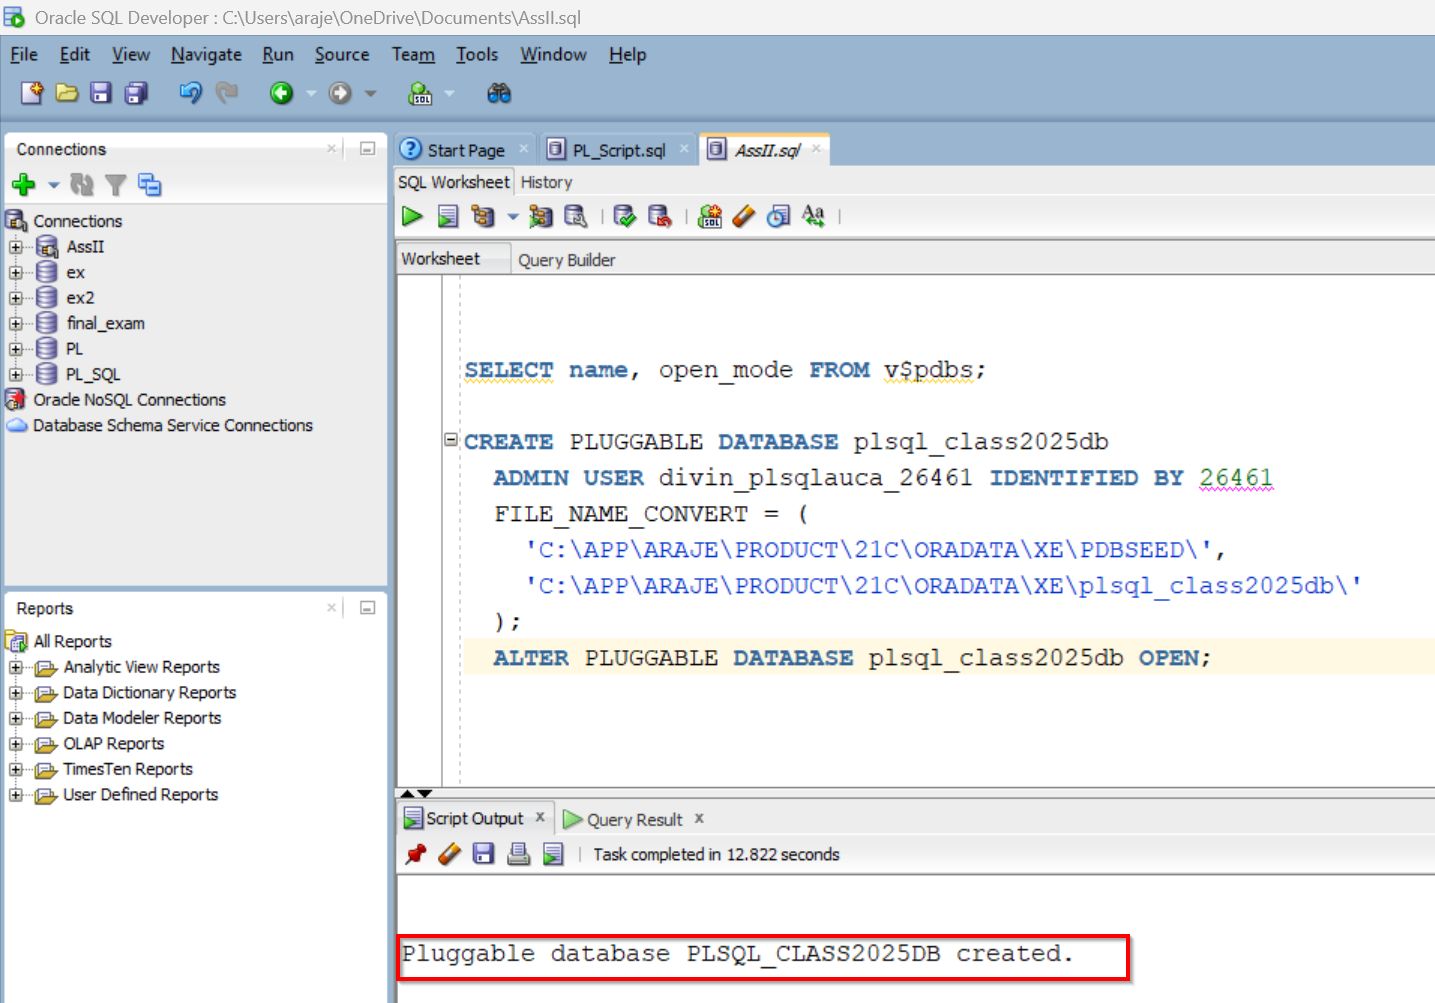 Oracle SQL Developer : C:\Users\araje\OneDrive\Documents\AssII.sql
File Edit View Navigate Run Source Team Tools Window Help
Connections
Connections
AssII
ex
ex2
final_exam
PL
PL_SQL
Oracle NoSQL Connections
Database Schema Service Connections
Reports
All Reports
Analytic View Reports
Data Dictionary Reports
Data Modeler Reports
OLAP Reports
TimesTen Reports
User Defined Reports
Start Page PL_Script.sql AssII.sql
SQL Worksheet History
Worksheet Query Builder
SELECT name, open_mode FROM v$pdbs;
CREATE PLUGGABLE DATABASE plsql_class2025db
ADMIN USER divin_plsqlauca_26461 IDENTIFIED BY 26461
FILE_NAME_CONVERT = (
'C:\APP\ARAJE\PRODUCT\21C\ORADATA\XE\PDBSEED\',
'C:\APP\ARAJE\PRODUCT\21C\ORADATA\XE\plsql_class2025db\'
);
ALTER PLUGGABLE DATABASE plsql_class2025db OPEN;
Script Output x Query Result x
Task completed in 12.822 seconds
Pluggable database PLSQL_CLASS2025DB created.